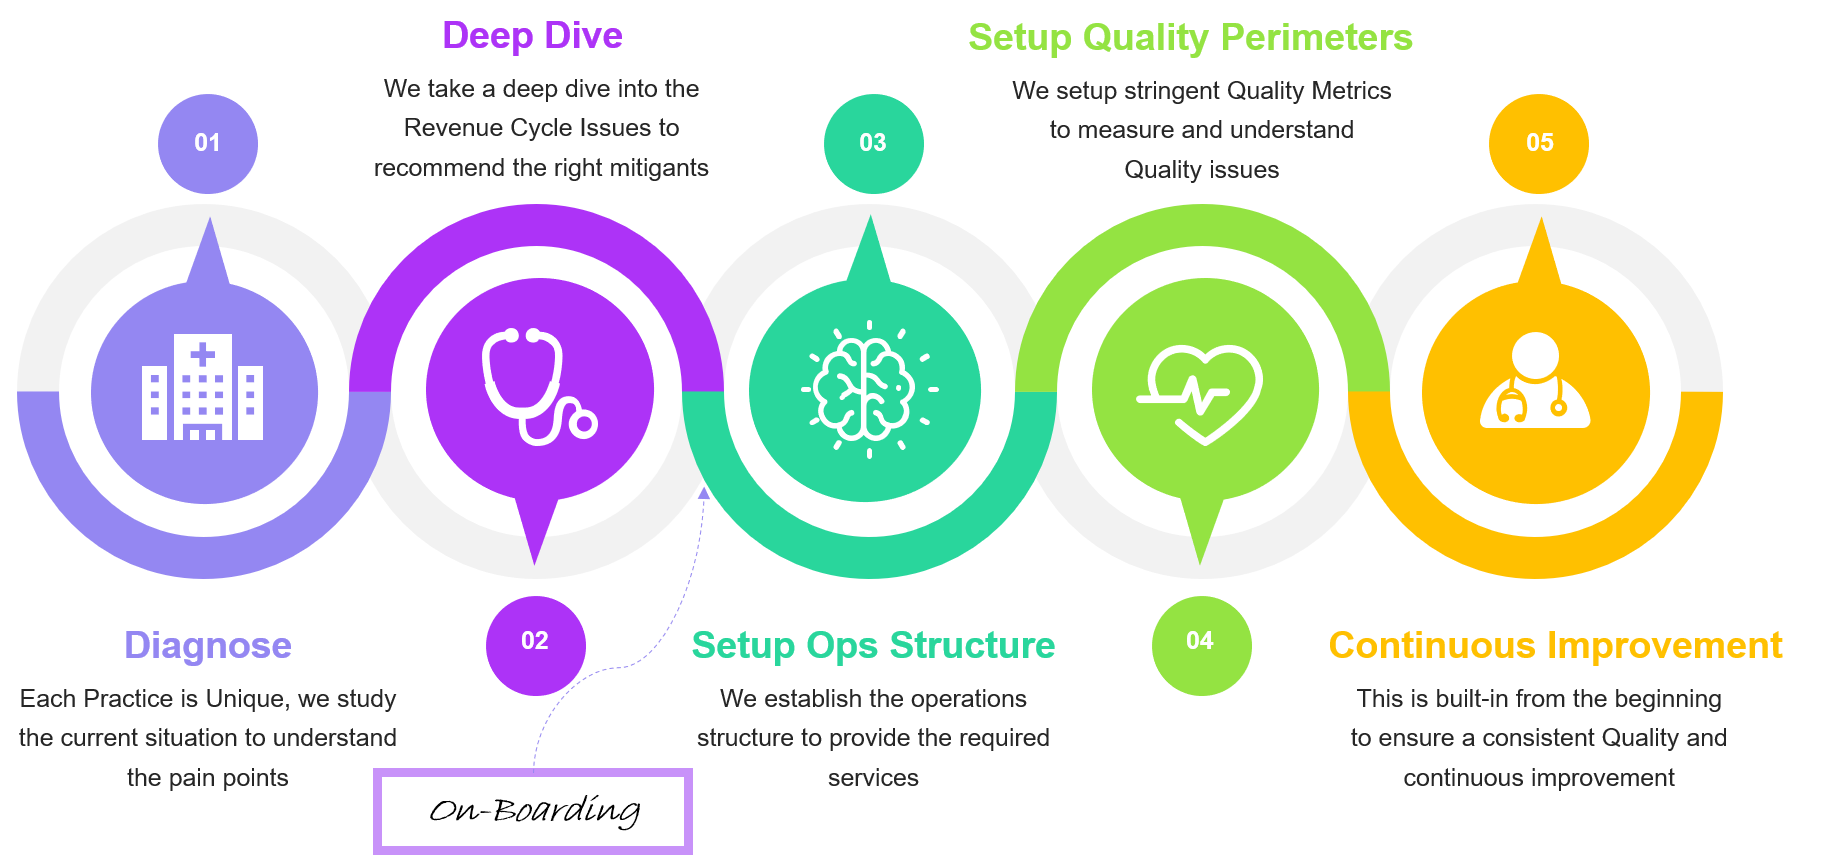 01
Diagnose
Each Practice is Unique, we study
the current situation to understand
the pain points
Deep Dive
We take a deep dive into the
Revenue Cycle Issues to
recommend the right mitigants
02
On-Boarding
03
Setup Ops Structure
We establish the operations
structure to provide the required
services
Setup Quality Perimeters
We setup stringent Quality Metrics
to measure and understand
Quality issues
04
05
Continuous Improvement
This is built-in from the beginning
to ensure a consistent Quality and
continuous improvement